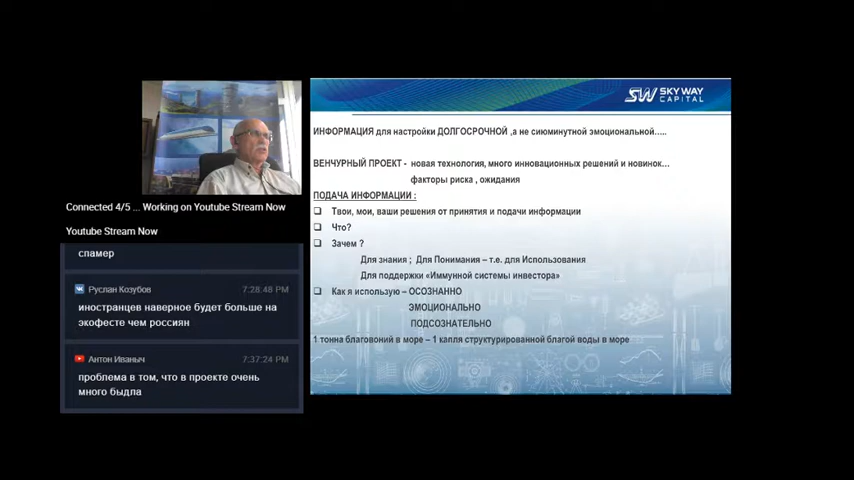 SKY WAY
CAPITAL
ИНФОРМАЦИЯ для настройки ДОЛГОСРОЧНОЙ ,а не сиюминутной эмоциональной.....
ВЕНЧУРНЫЙ ПРОЕКТ - новая технология, много инновационных решений и новинок...
факторы риска , ожидания
ПОДАЧА ИНФОРМАЦИИ :
Твои, мои, ваши решения от принятия и подачи информации
Что?
Зачем ?
Для знания ; Для Понимания – т.е. для Использования
Для поддержки «Иммунной системы инвестора»
Как я использую – ОСОЗНАННО
ЭМОЦИОНАЛЬНО
ПОДСОЗНАТЕЛЬНО
1 тонна благовоний в море – 1 капля структурированной благой воды в море
Connected 4/5 ... Working on Youtube Stream Now
Youtube Stream Now
спамер
Руслан Козубов 7:28:48 PM
иностранцев наверное будет больше на
экофесте чем россиян
Антон Иваныч 7:37:24 PM
проблема в том, что в проекте очень
много быдла